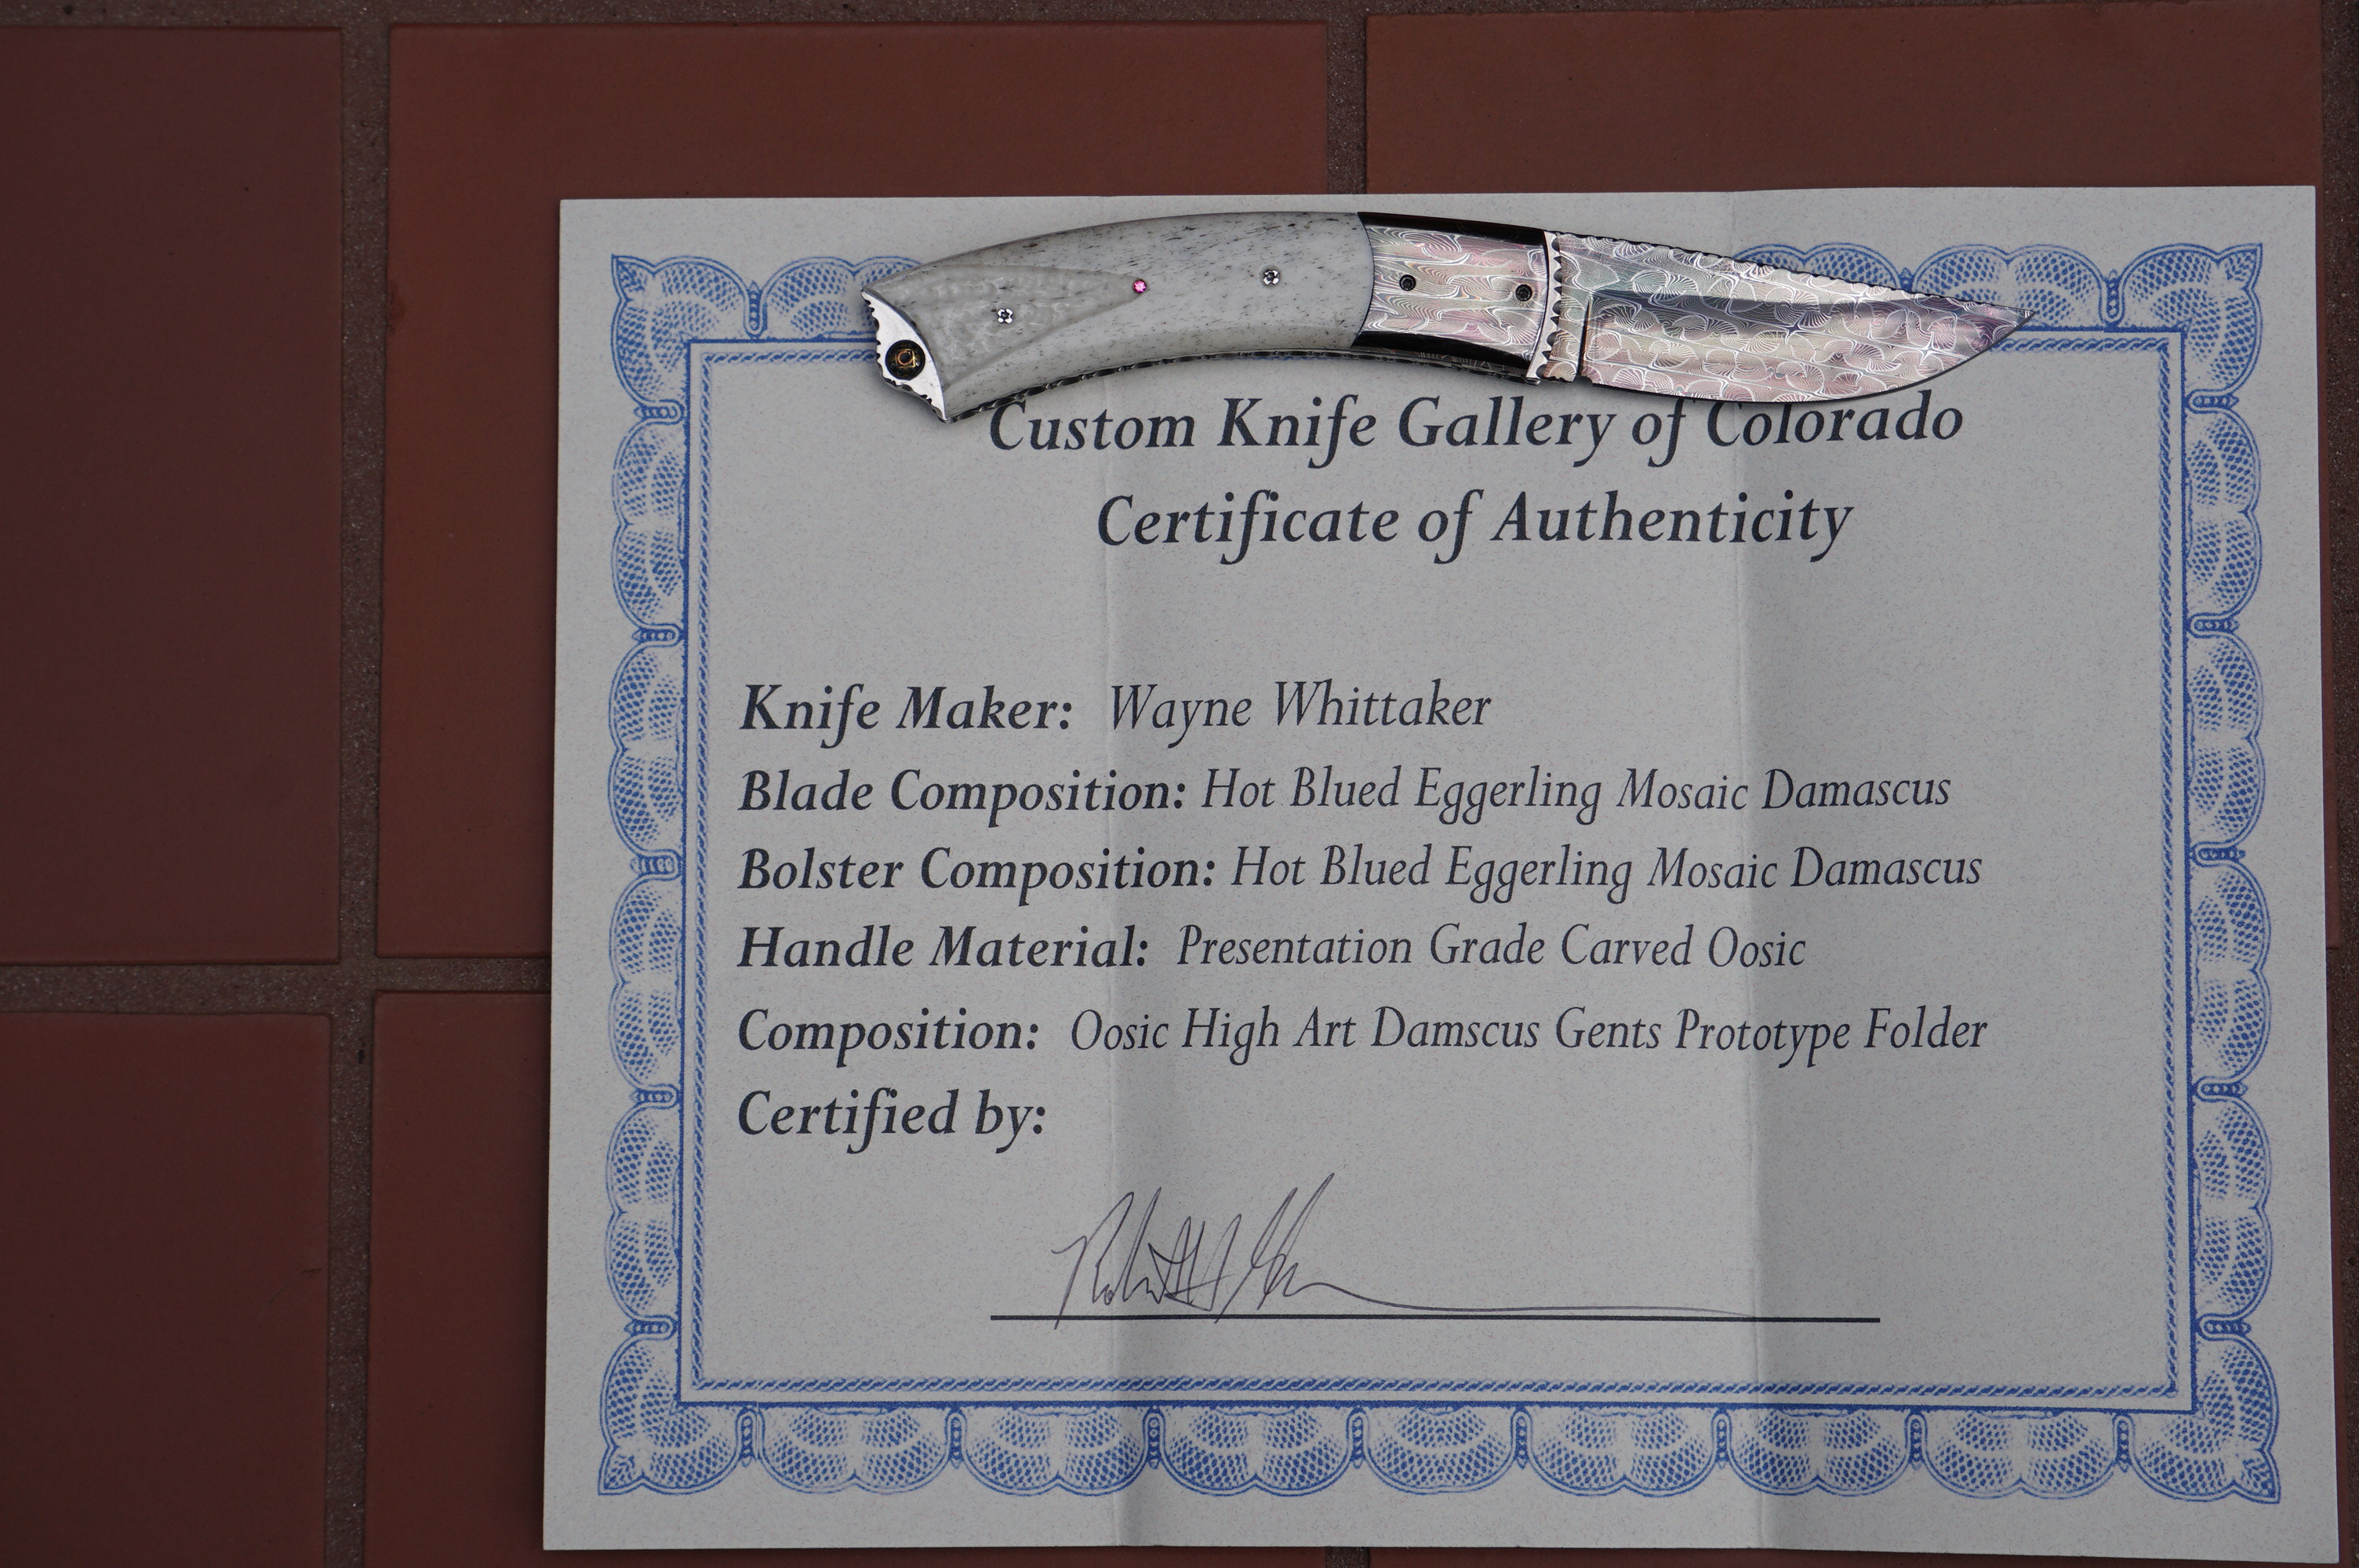 Custom Knife Gallery of Colorado
Certificate of Authenticity
Knife Maker: Wayne Whittaker
Blade Composition: Hot Blued Eggerling Mosaic Damascus
Bolster Composition: Hot Blued Eggerling Mosaic Damascus
Handle Material: Presentation Grade Carved Oosic
Composition: Oosic High Art Damscus Gents Prototype Folder
Certified by: